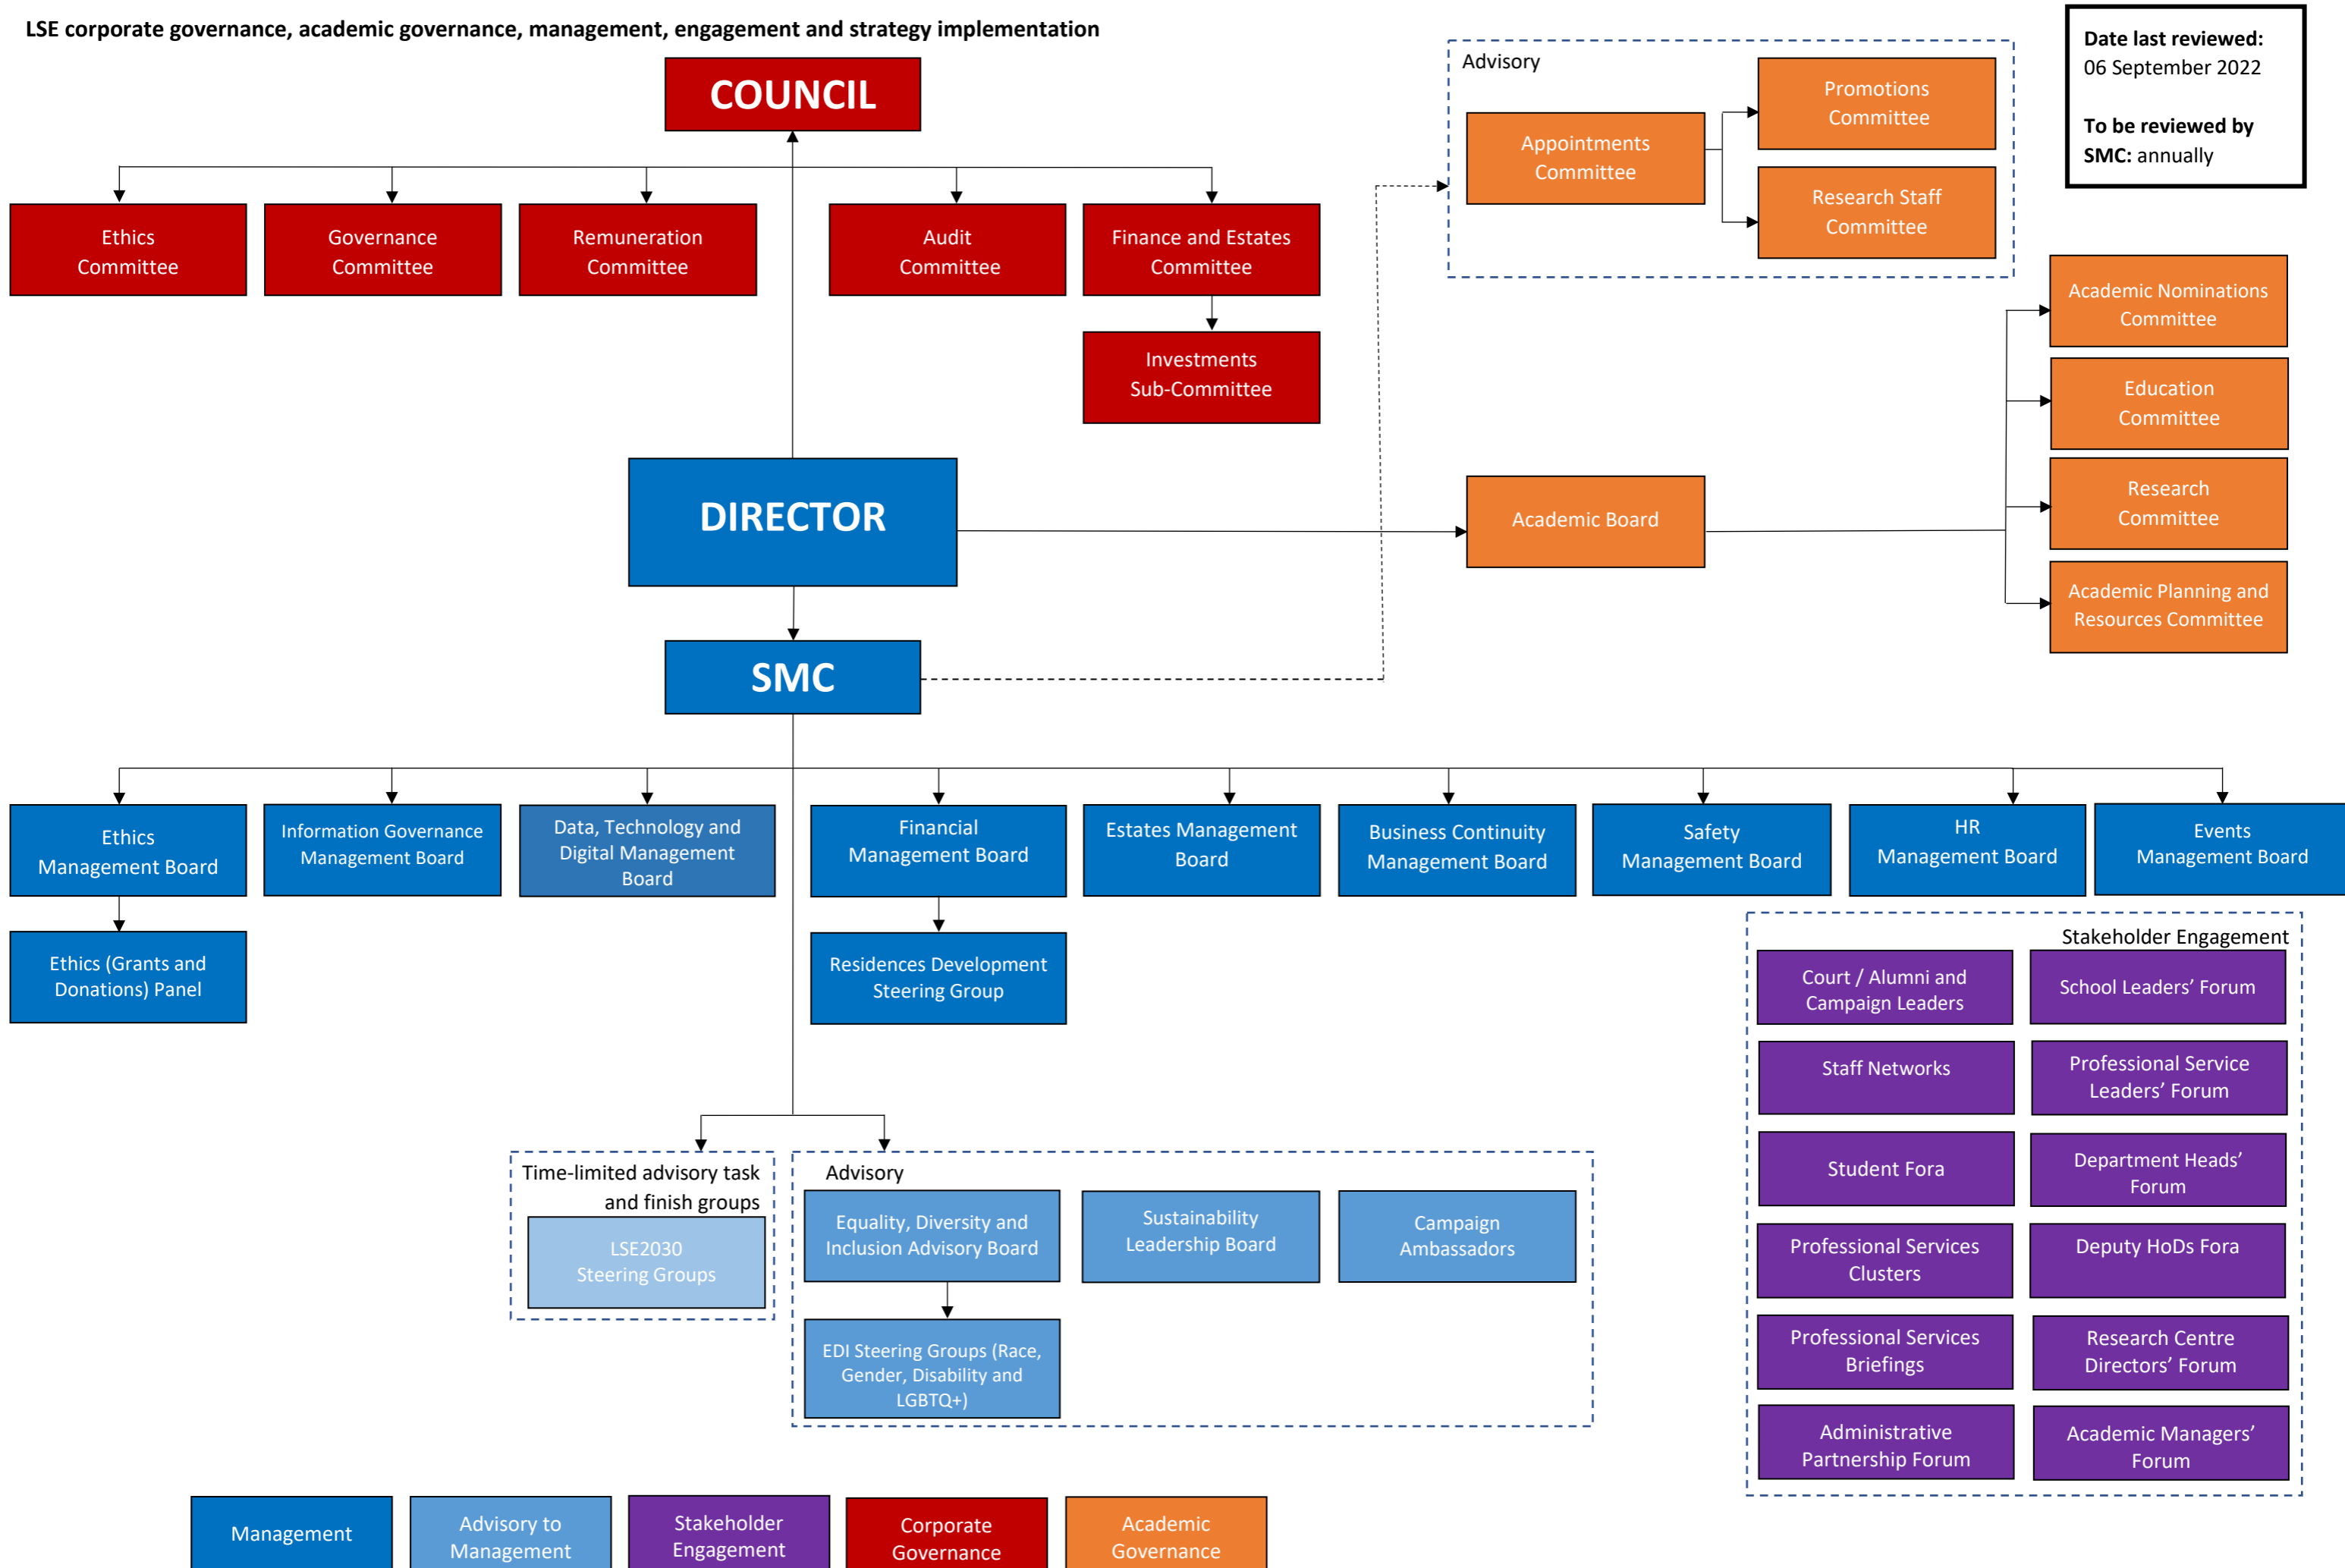 LSE corporate governance, academic governance, management, engagement and strategy implementation
Date last reviewed:
06 September 2022
To be reviewed by
SMC: annually
COUNCIL
Ethics
Committee
Governance
Committee
Remuneration
Committee
Audit
Committee
Finance and Estates
Committee
Investments
Sub-Committee
Advisory
Appointments
Committee
Promotions
Committee
Research Staff
Committee
DIRECTOR
Academic Board
Academic Nominations
Committee
Education
Committee
Research
Committee
Academic Planning and
Resources Committee
SMC
Ethics
Management Board
Information Governance
Management Board
Data, Technology and
Digital Management
Board
Financial
Management Board
Estates Management
Board
Business Continuity
Management Board
Safety
Management Board
HR
Management Board
Events
Management Board
Ethics (Grants and
Donations) Panel
Residences Development
Steering Group
Time-limited advisory task
and finish groups
LSE2030
Steering Groups
Advisory
Equality, Diversity and
Inclusion Advisory Board
Sustainability
Leadership Board
Campaign
Ambassadors
EDI Steering Groups (Race,
Gender, Disability and
LGBTQ+)
Stakeholder Engagement
Court / Alumni and
Campaign Leaders
School Leaders’ Forum
Staff Networks
Professional Service
Leaders’ Forum
Student Fora
Department Heads’
Forum
Professional Services
Clusters
Deputy HoDs Fora
Professional Services
Briefings
Research Centre
Directors’ Forum
Administrative
Partnership Forum
Academic Managers’
Forum
Management
Advisory to
Management
Stakeholder
Engagement
Corporate
Governance
Academic
Governance